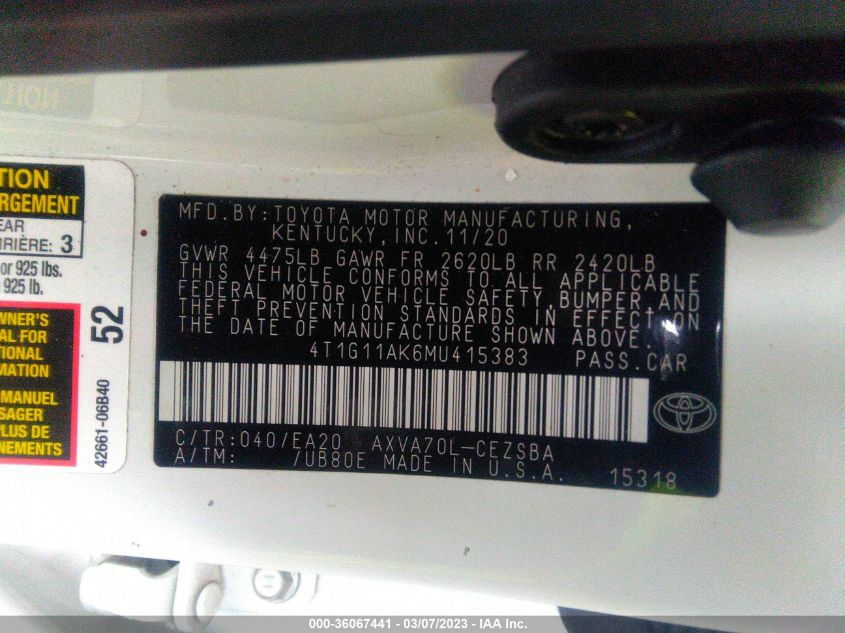 TION
TION
RGEMENT
EAR
RRIÈRE: 3
or 925 lbs.
925 lb.
WNER'S
AL FOR
TIONAL
MATION
MANUEL
SAGER
PLUS DE
NEMENTS
52
42661-06B40
MFD.BY:TOYOTA MOTOR MANUFACTURING,
KENTUCKY,INC.11/20
GVWR 4475LB GAWR FR 2620LB RR 2420LB
THIS VEHICLE CONFORMS TO ALL APPLICABLE
FEDERAL MOTOR VEHICLE SAFETY,BUMPER,AND
THEFT PREVENTION STANDARDS IN EFFECT ON
THE DATE OF MANUFACTURE SHOWN ABOVE.
4T1G11AK6MU415383 PASS.CAR
C/TR:040/EA20 AXVA70L-CEZSBA
A/TM: /UB80E MADE IN U.S.A. 15318
000-36067441 - 03/07/2023 - IAA Inc.